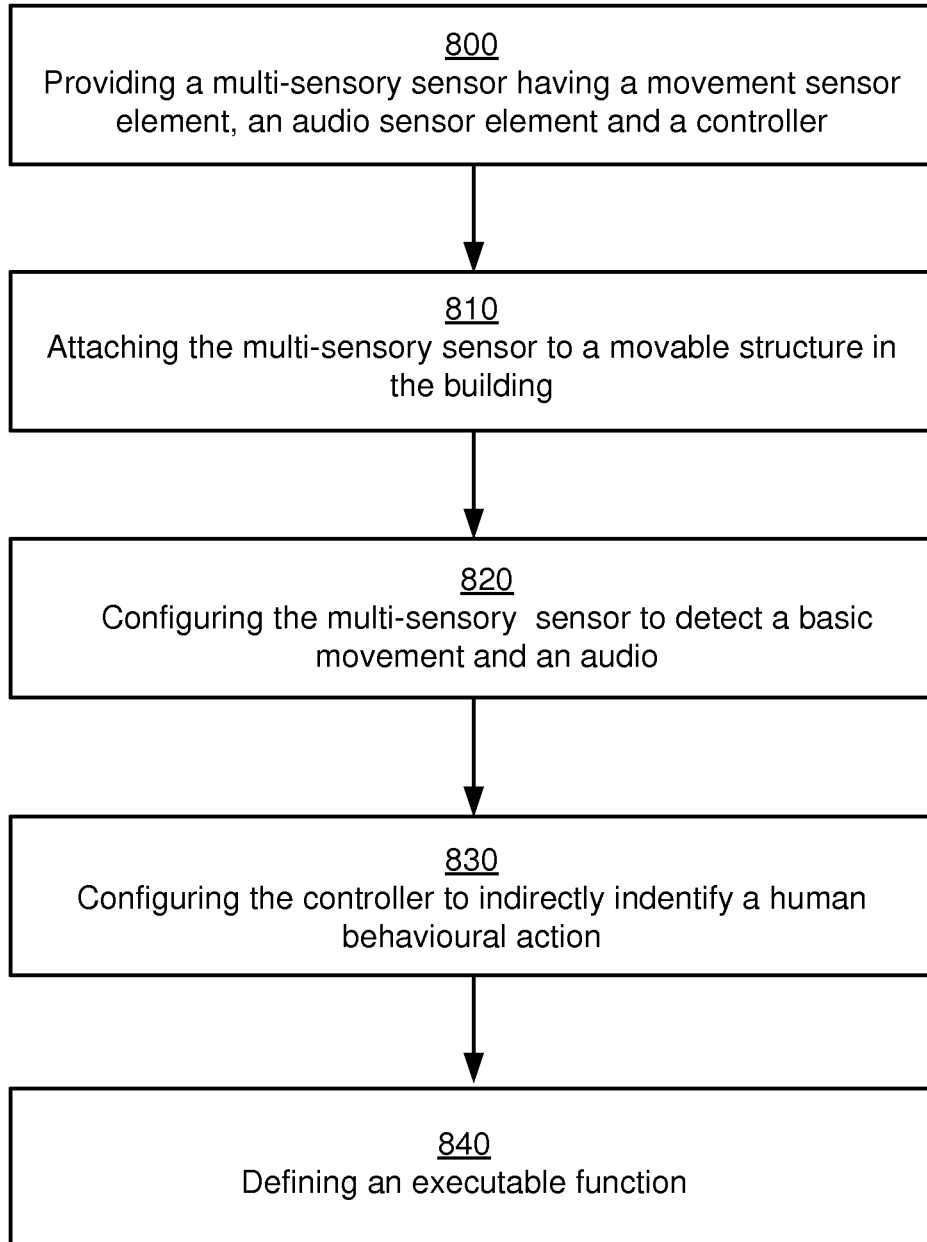 800
Providing a multi-sensory sensor having a movement sensor
element, an audio sensor element and a controller
810
Attaching the multi-sensory sensor to a movable structure in
the building
820
Configuring the multi-sensory sensor to detect a basic
movement and an audio
830
Configuring the controller to indirectly indentify a human
behavioural action
840
Defining an executable function